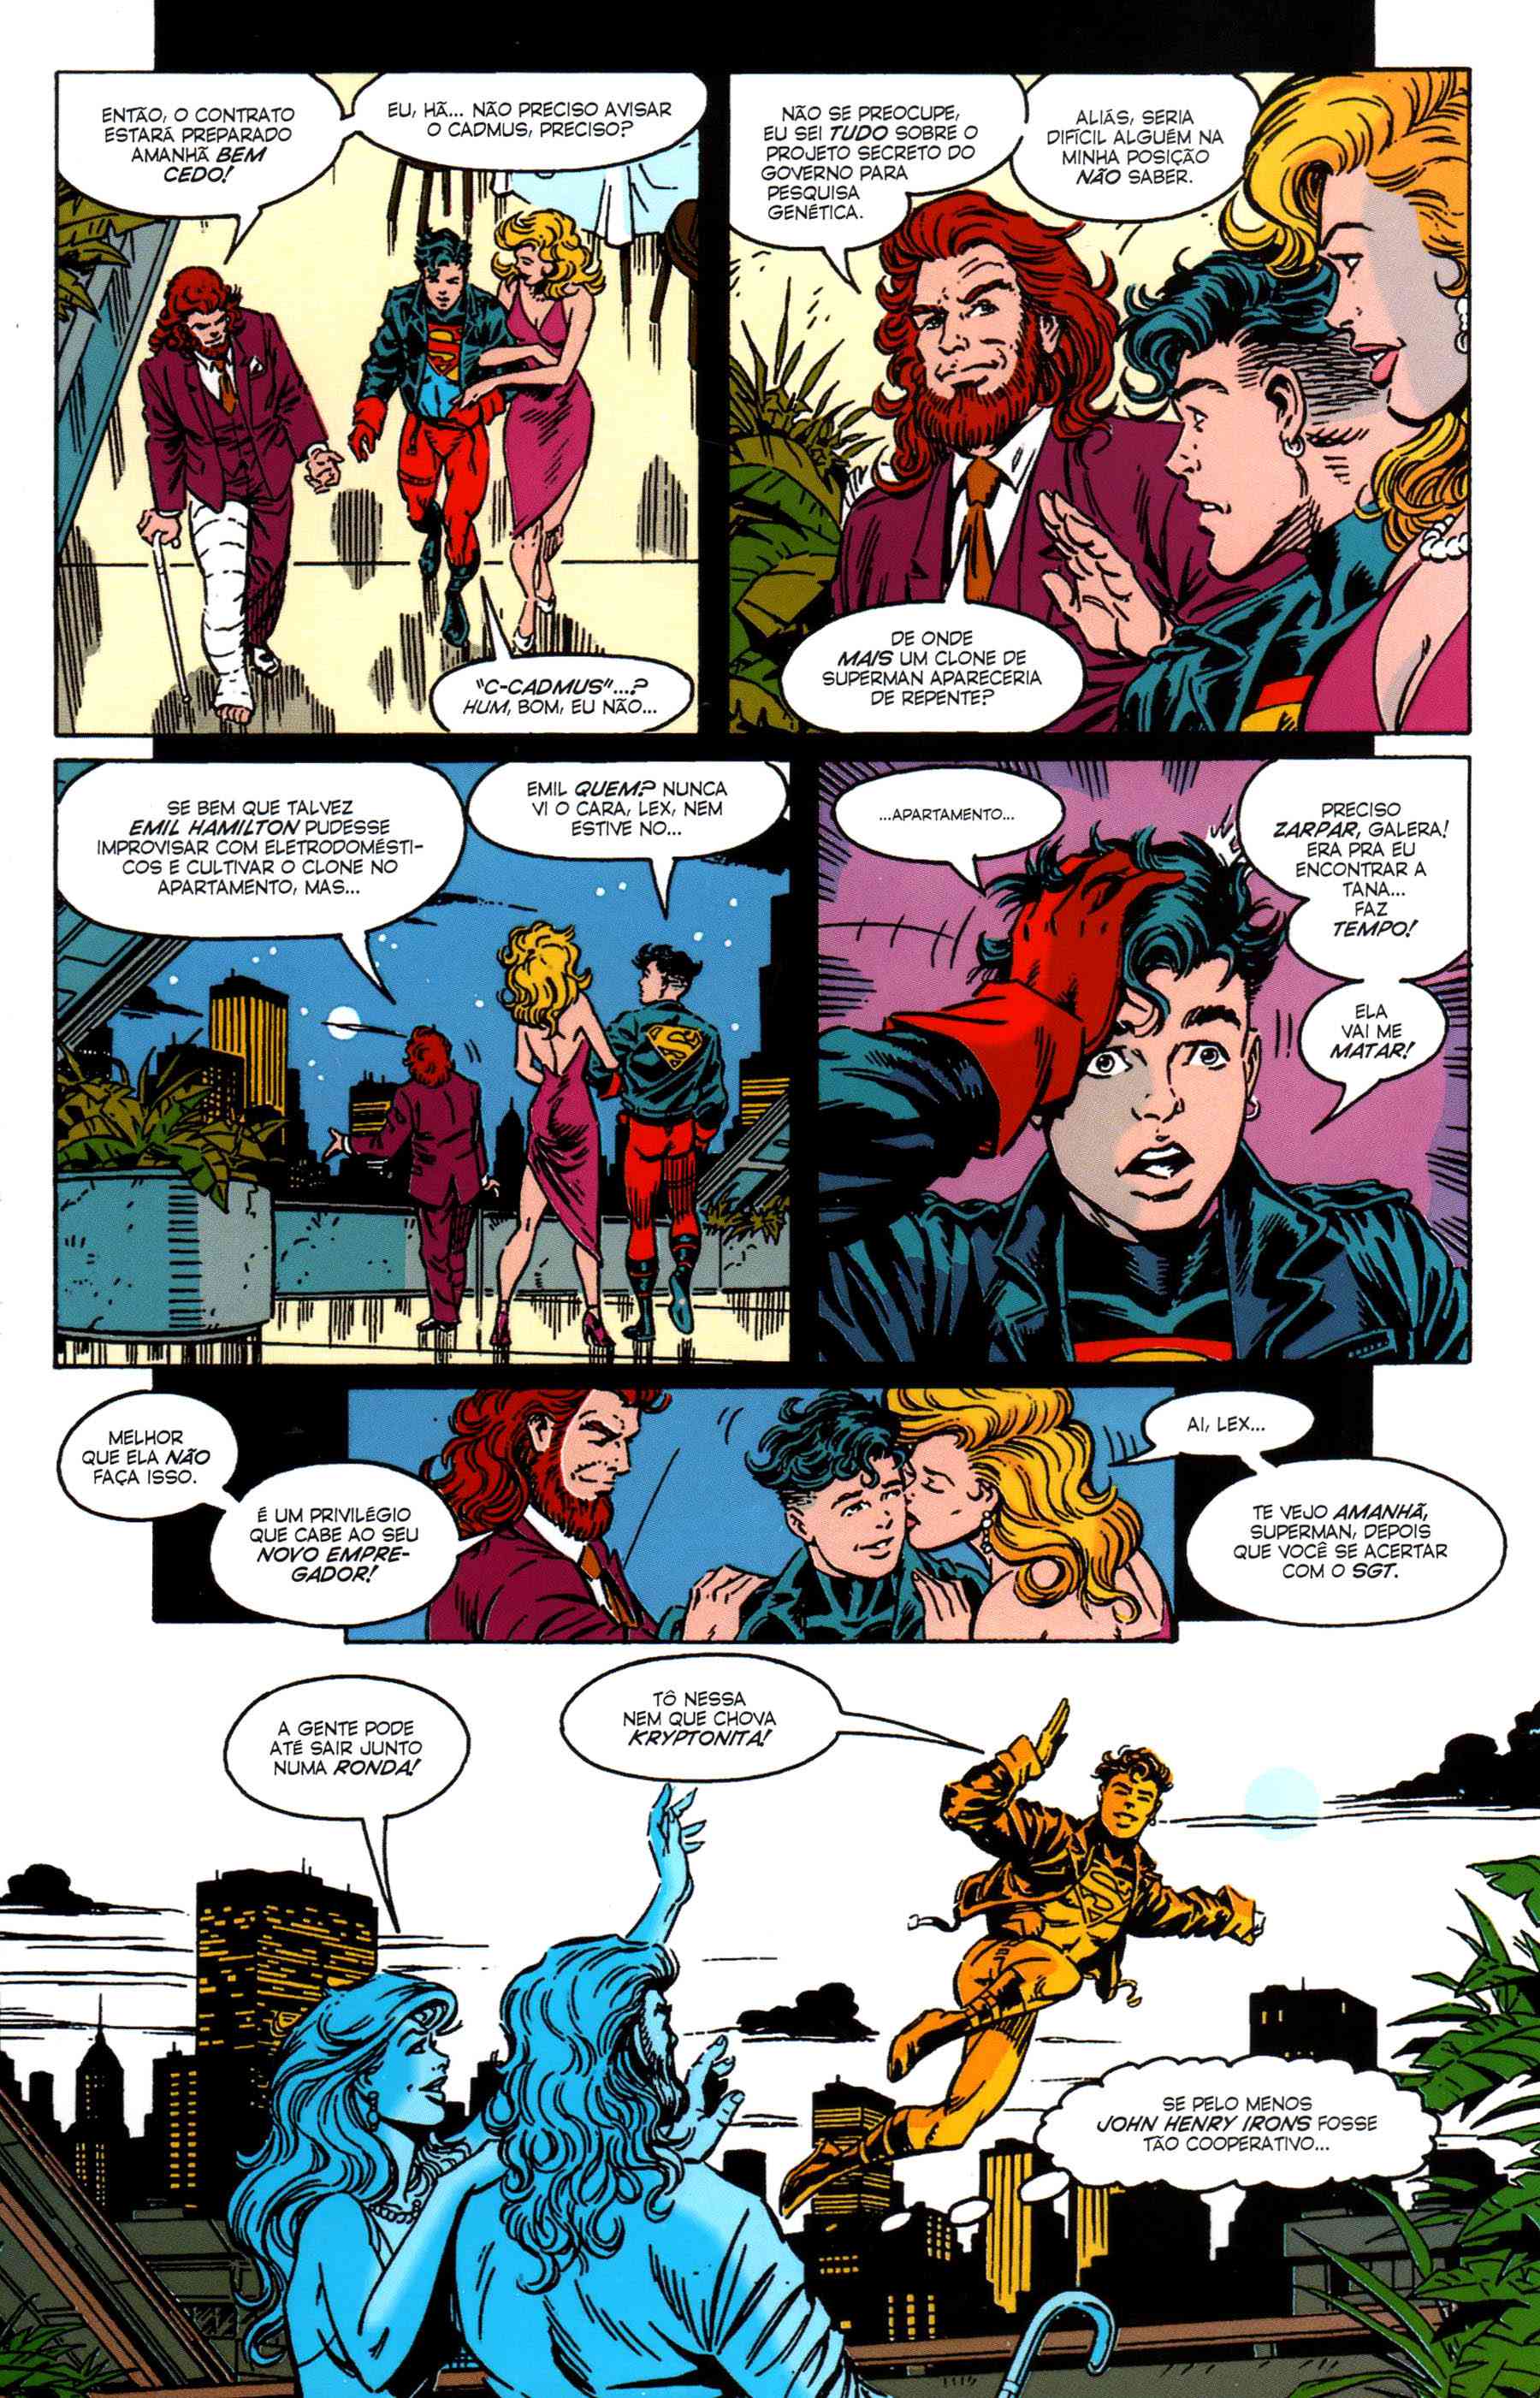 ENTÃO, O CONTRATO
ESTARÁ PREPARADO
AMANHÃ BEM
CEDO!
EU, HÃ... NÃO PRECISO AVISAR
O CADMUS, PRECISO?
"C-CADMUS"...?
HUM, BOM, EU NÃO...
NÃO SE PREOCUPE,
EU SEI TUDO SOBRE O
PROJETO SECRETO DO
GOVERNO PARA
PESQUISA
GENÉTICA.
ALIÁS, SERIA
DIFÍCIL ALGUÉM NA
MINHA POSIÇÃO
NÃO SABER.
DE ONDE
MAIS UM CLONE DE
SUPERMAN APARECERIA
DE REPENTE?
SE BEM QUE TALVEZ
EMIL HAMILTON PUDESSE
IMPROVISAR COM ELETRODOMÉSTI-
COS E CULTIVAR O CLONE NO
APARTAMENTO, MAS...
EMIL QUEM? NUNCA
VI O CARA, LEX, NEM
ESTIVE NO...
...APARTAMENTO...
PRECISO
ZARPAR, GALERA!
ERA PRA EU
ENCONTRAR A
TANA...
FAZ
TEMPO!
ELA
VAI ME
MATAR!
MELHOR
QUE ELA NÃO
FAÇA ISSO.
É UM PRIVILÉGIO
QUE CABE AO SEU
NOVO EMPRE-
GADOR!
AI, LEX...
TE VEJO AMANHÃ,
SUPERMAN, DEPOIS
QUE VOCÊ SE ACERTAR
COM O SGT.
A GENTE PODE
ATÉ SAIR JUNTO
NUMA RONDA!
TÔ NESSA
NEM QUE CHOVA
KRYPTONITA!
SE PELO MENOS
JOHN HENRY IRONS FOSSE
TÃO COOPERATIVO...